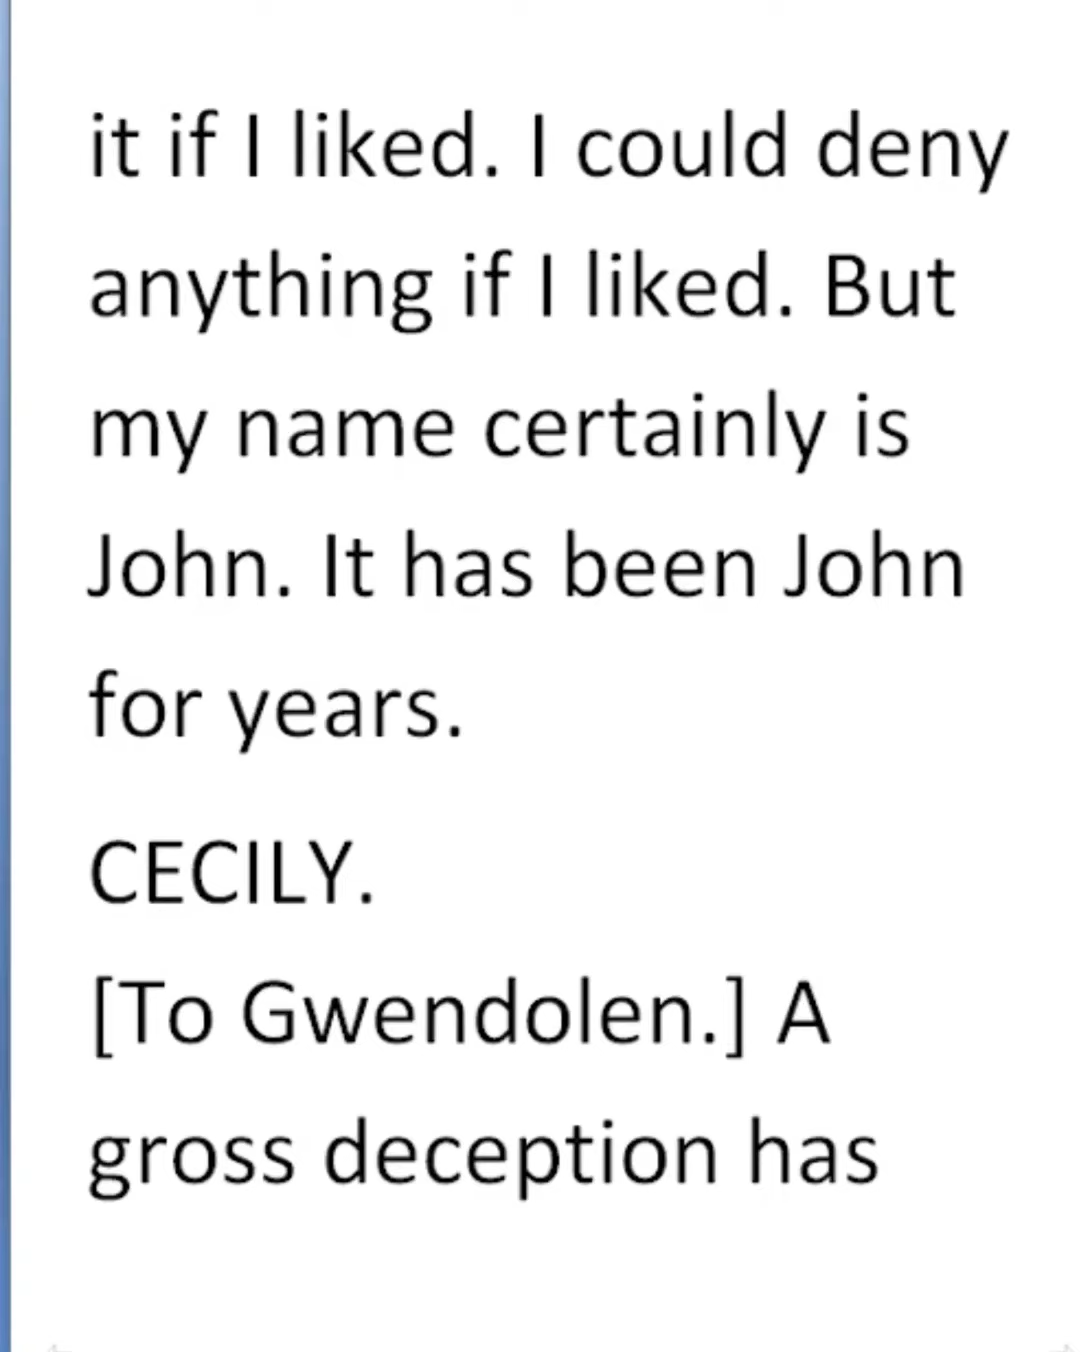 it if I liked. I could deny
anything if I liked. But
my name certainly is
John. It has been John
for years.
CECILY.
[To Gwendolen.] A
gross deception has